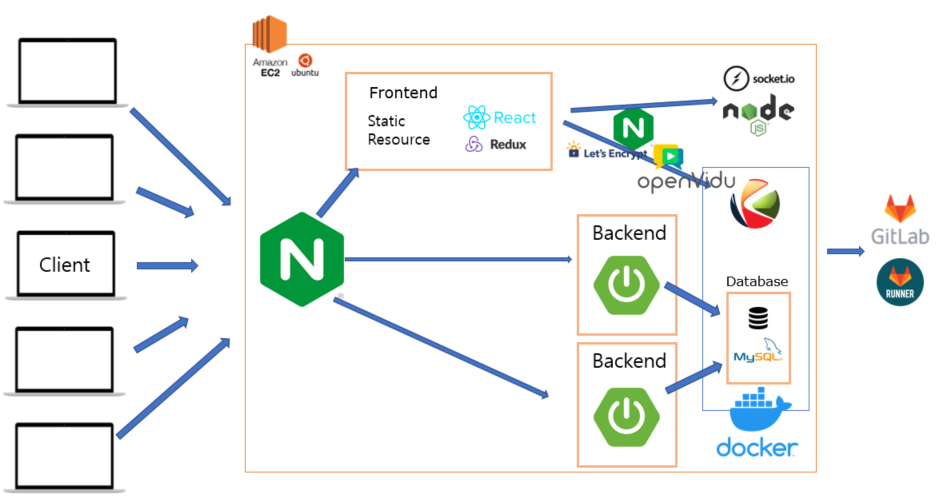 Amazon
EC2
ubuntu
Frontend
Static
Resource
React
Redux
socket.io
node
JS
N
Let's Encrypt
openVidu
Client
N
®
Backend
Backend
Database
MySQL
docker
GitLab
RUNNER